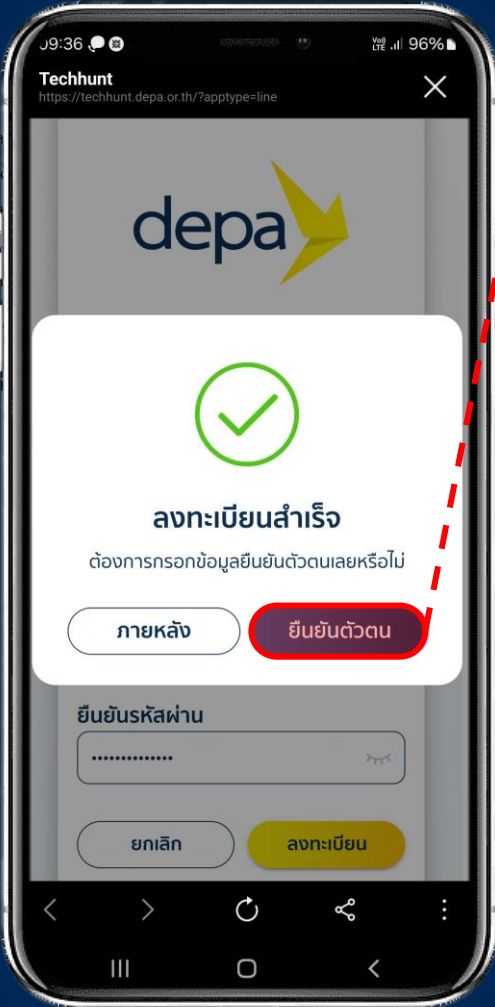 09:36
VoO
LTE
96%
Techhunt
https://techhunt.depa.or.th/?apptype=line
depa
ลงทะเบียนสำเร็จ
ต้องการกรอกข้อมูลยืนยันตัวตนเลยหรือไม่
ภายหลัง ยืนยันตัวตน
ยืนยันรหัสผ่าน
ยกเลิก ลงทะเบียน